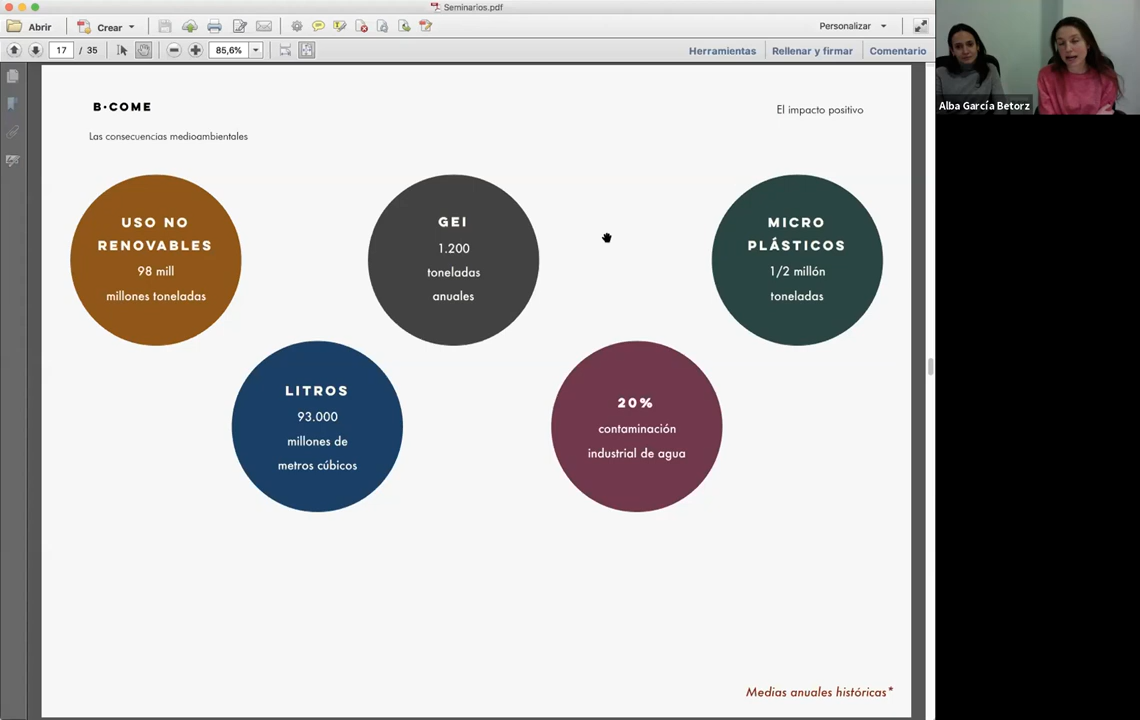 Seminarios.pdf
Abrir
Crear
Personalizar
17 / 35
85,6%
Herramientas
Rellenar y firmar
Comentario
Alba García Betorz
B·COME
El impacto positivo
Las consecuencias medioambientales
USO NO
RENOVABLES
98 mill
millones toneladas
GEI
1.200
toneladas
anuales
MICRO
PLÁSTICOS
1/2 millón
toneladas
LITROS
93.000
millones de
metros cúbicos
20%
contaminación
industrial de agua
Medias anuales históricas*